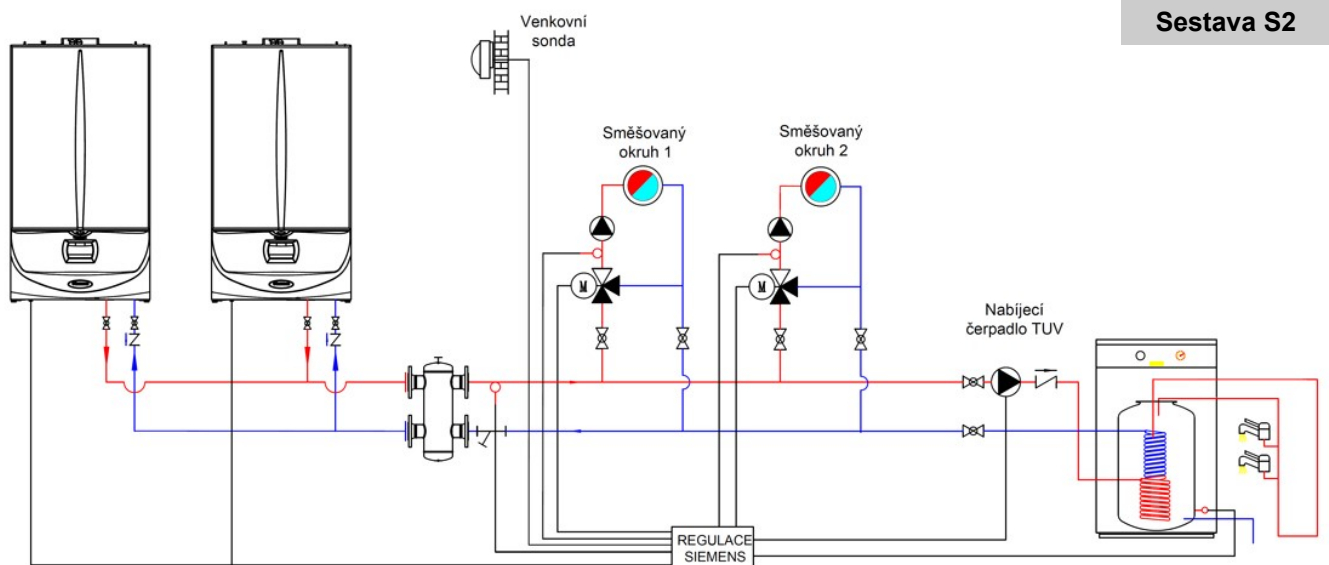 Sestava S2
Venkovní
sonda
Směšovaný
okruh 1
Směšovaný
okruh 2
M
M
Nabíjecí
čerpadlo TUV
REGULACE
SIEMENS